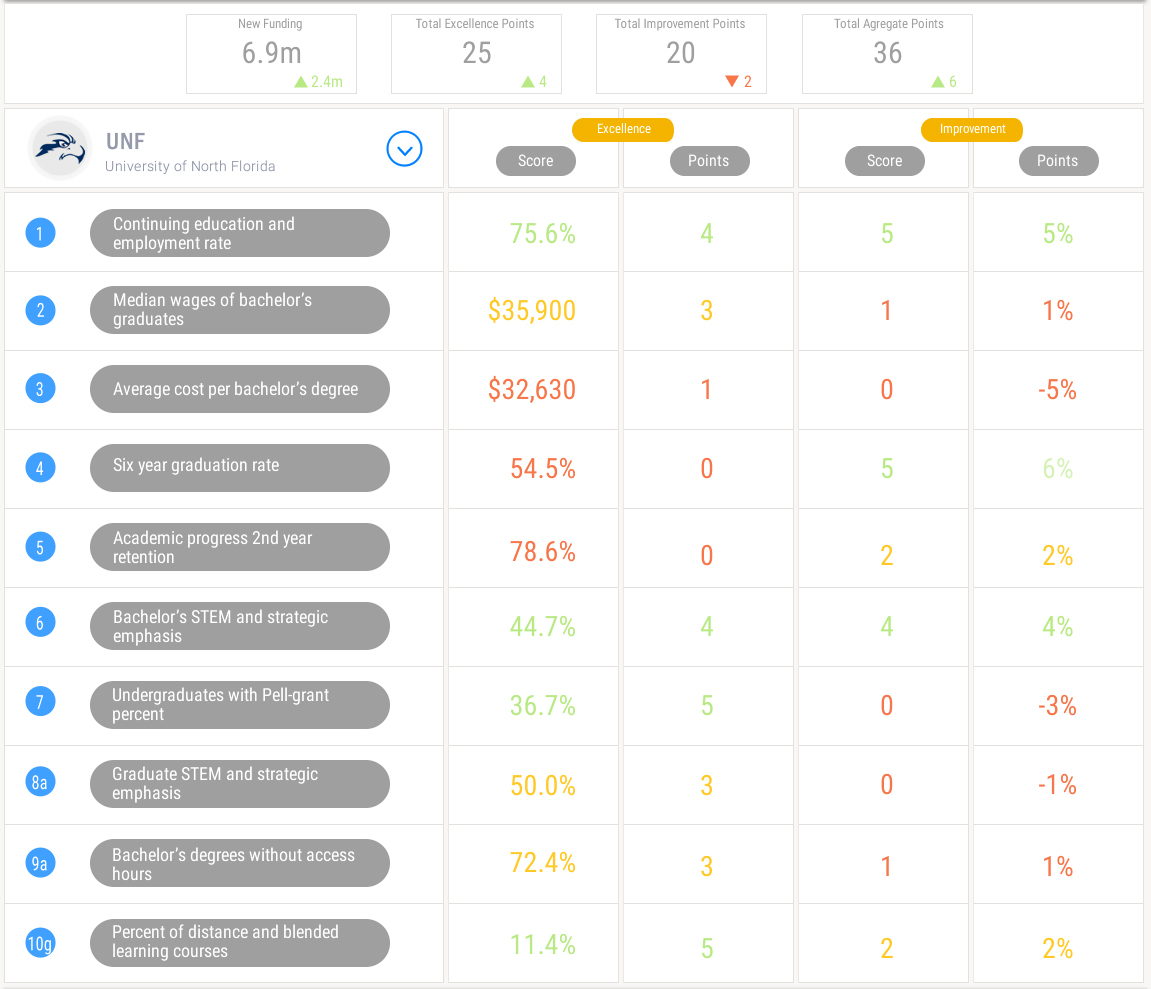 New Funding
6.9m
▲ 2.4m
Total Excellence Points
25
▲ 4
Total Improvement Points
20
▼ 2
Total Agregate Points
36
▲ 6
UNF
University of North Florida
Excellence
Improvement
Score
Points
Score
Points
1
Continuing education and
employment rate
75.6%
4
5
5%
2
Median wages of bachelor’s
graduates
$35,900
3
1
1%
3
Average cost per bachelor’s degree
$32,630
1
0
-5%
4
Six year graduation rate
54.5%
0
5
6%
5
Academic progress 2nd year
retention
78.6%
0
2
2%
6
Bachelor’s STEM and strategic
emphasis
44.7%
4
4
4%
7
Undergraduates with Pell-grant
percent
36.7%
5
0
-3%
8a
Graduate STEM and strategic
emphasis
50.0%
3
0
-1%
9a
Bachelor’s degrees without access
hours
72.4%
3
1
1%
10g
Percent of distance and blended
learning courses
11.4%
5
2
2%